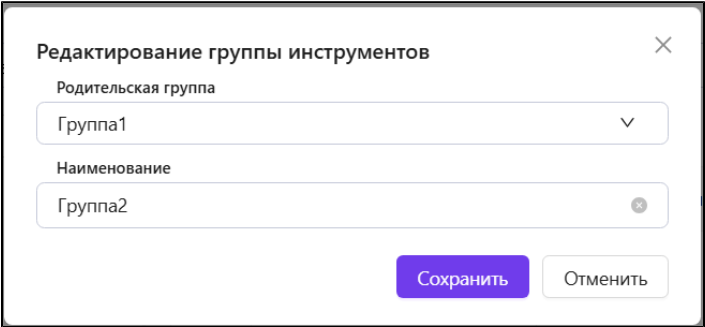 Редактирование группы инструментов
Родительская группа
Группа1
Наименование
Группа2
Сохранить Отменить